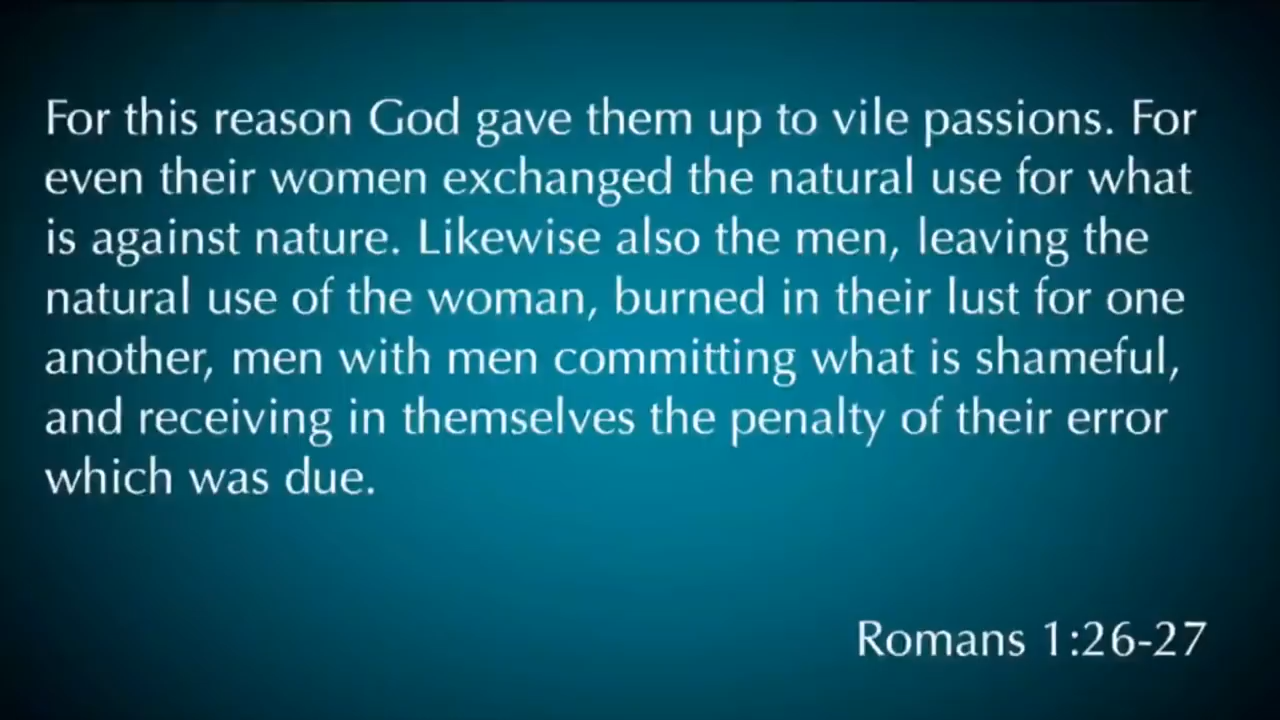 For this reason God gave them up to vile passions. For
even their women exchanged the natural use for what
is against nature. Likewise also the men, leaving the
natural use of the woman, burned in their lust for one
another, men with men committing what is shameful,
and receiving in themselves the penalty of their error
which was due.
Romans 1:26-27